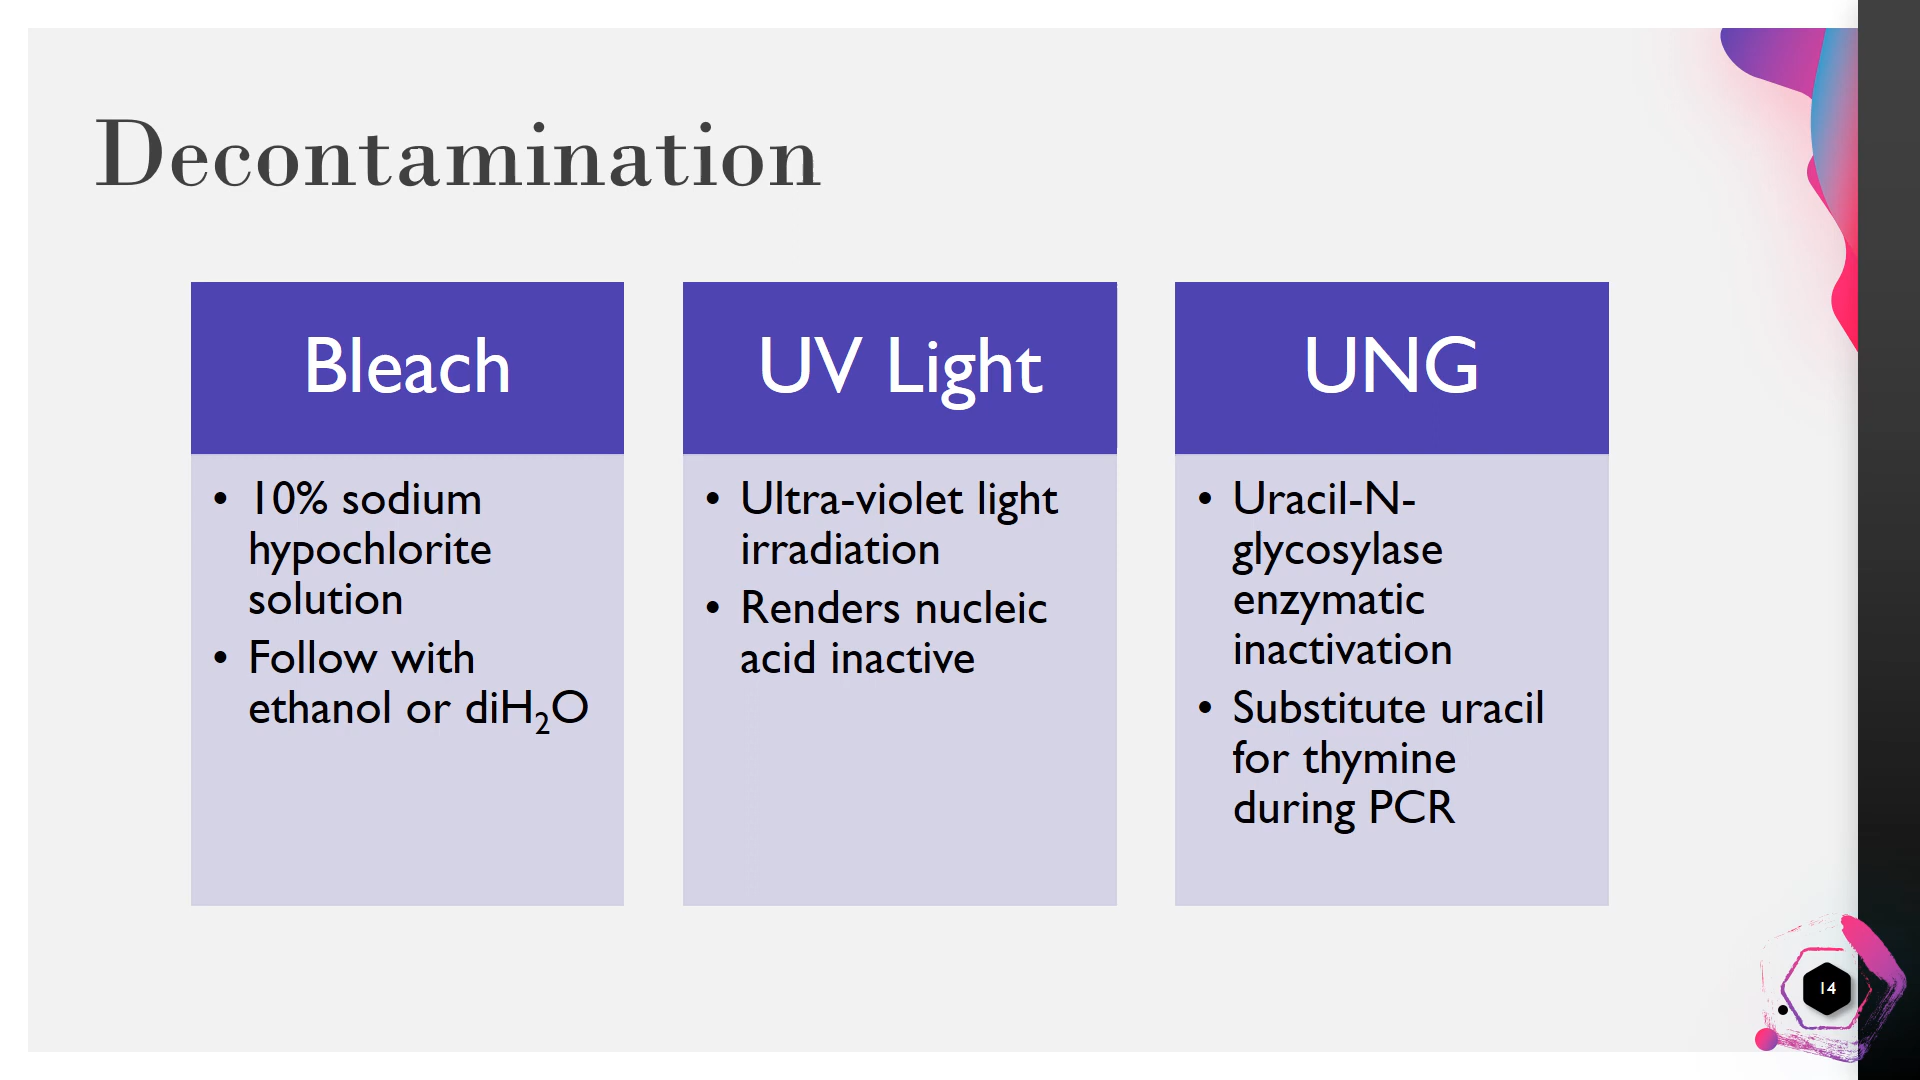 Decontamination
Bleach
• 10% sodium
hypochlorite
solution
• Follow with
ethanol or diH₂O
UV Light
• Ultra-violet light
irradiation
• Renders nucleic
acid inactive
UNG
• Uracil-N-
glycosylase
enzymatic
inactivation
• Substitute uracil
for thymine
during PCR
14